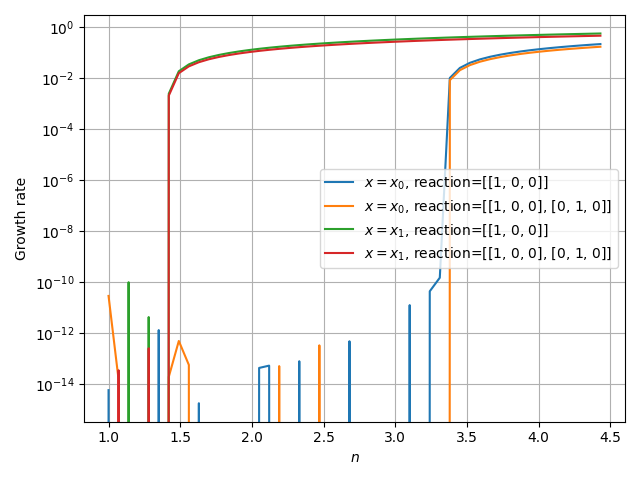 10⁰
10⁻²
10⁻⁴
10⁻⁶
10⁻⁸
10⁻¹⁰
10⁻¹²
10⁻¹⁴
Growth rate
x = x₀, reaction=[[1, 0, 0]]
x = x₀, reaction=[[1, 0, 0], [0, 1, 0]]
x = x₁, reaction=[[1, 0, 0]]
x = x₁, reaction=[[1, 0, 0], [0, 1, 0]]
1.0 1.5 2.0 2.5 3.0 3.5 4.0 4.5
n